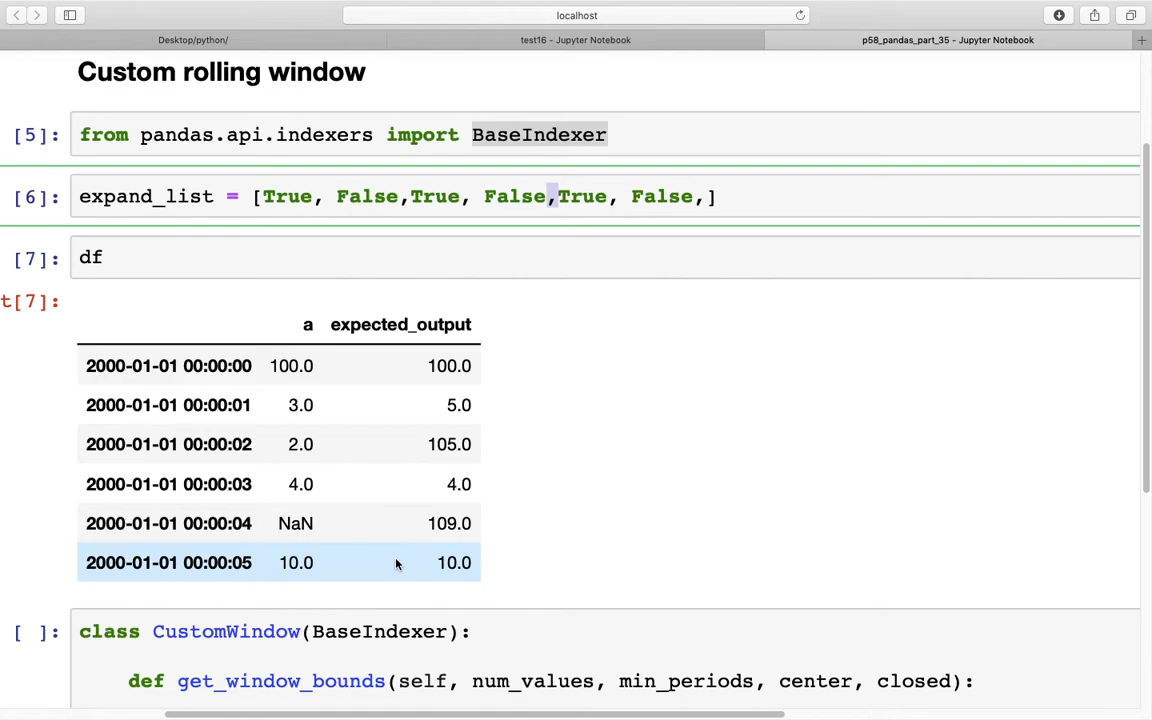 localhost
Desktop/python/ test16 - Jupyter Notebook p58_pandas_part_35 - Jupyter Notebook
Custom rolling window
[5]: from pandas.api.indexers import BaseIndexer
[6]: expand_list = [True, False,True, False,True, False,]
[7]: df
t[7]:
a expected_output
2000-01-01 00:00:00 100.0 100.0
2000-01-01 00:00:01 3.0 5.0
2000-01-01 00:00:02 2.0 105.0
2000-01-01 00:00:03 4.0 4.0
2000-01-01 00:00:04 NaN 109.0
2000-01-01 00:00:05 10.0 10.0
[ ]: class CustomWindow(BaseIndexer):
def get_window_bounds(self, num_values, min_periods, center, closed):